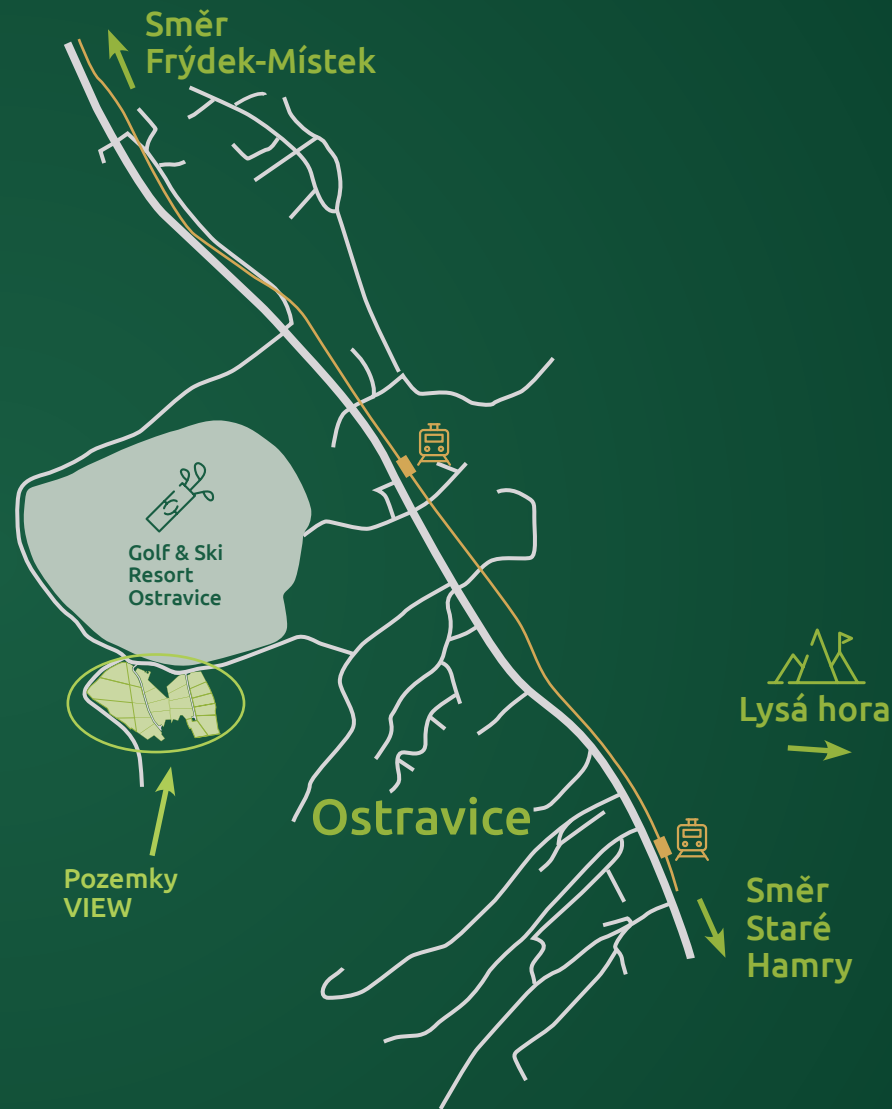 Směr
Frýdek-Místek
Golf & Ski
Resort
Ostravice
Lysá hora
Ostravice
Pozemky
VIEW
Směr
Staré
Hamry